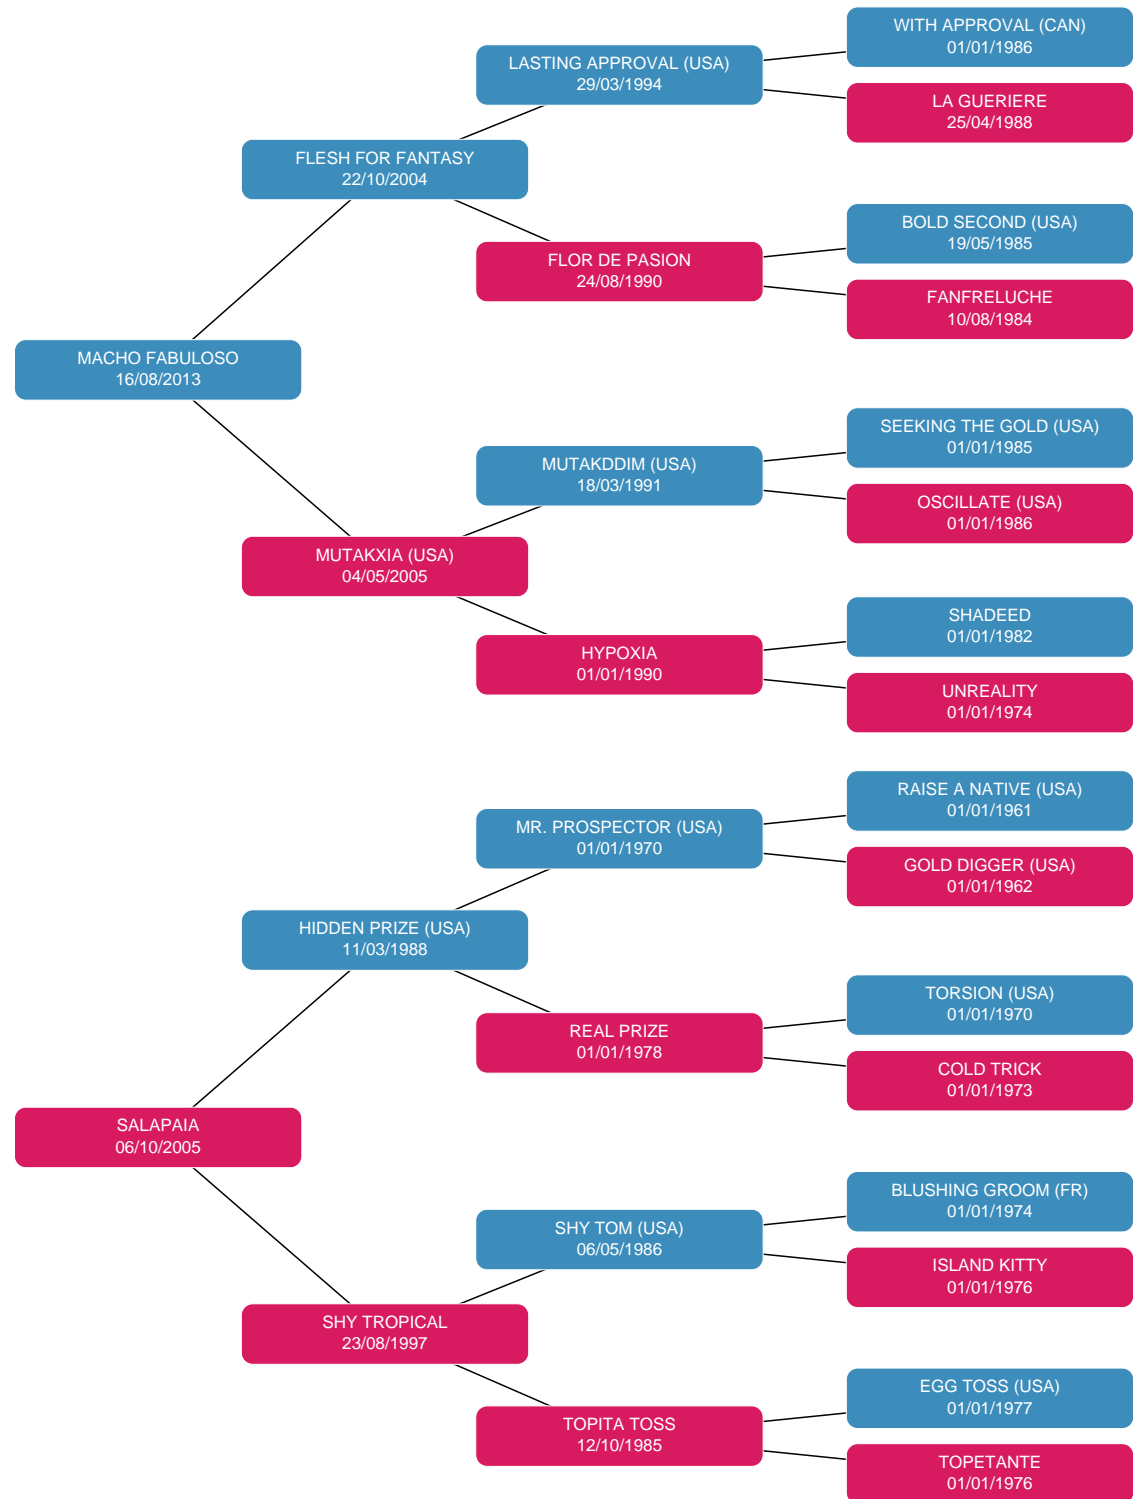 WITH APPROVAL (CAN)
01/01/1986
LASTING APPROVAL (USA)
29/03/1994
LA GUERIERE
25/04/1988
FLESH FOR FANTASY
22/10/2004
BOLD SECOND (USA)
19/05/1985
FLOR DE PASION
24/08/1990
FANFRELUCHE
10/08/1984
MACHO FABULOSO
16/08/2013
SEEKING THE GOLD (USA)
01/01/1985
MUTAKDDIM (USA)
18/03/1991
OSCILLATE (USA)
01/01/1986
MUTAKXIA (USA)
04/05/2005
SHADEED
01/01/1982
HYPOXIA
01/01/1990
UNREALITY
01/01/1974
RAISE A NATIVE (USA)
01/01/1961
MR. PROSPECTOR (USA)
01/01/1970
GOLD DIGGER (USA)
01/01/1962
HIDDEN PRIZE (USA)
11/03/1988
TORSION (USA)
01/01/1970
REAL PRIZE
01/01/1978
COLD TRICK
01/01/1973
SALAPAIA
06/10/2005
BLUSHING GROOM (FR)
01/01/1974
SHY TOM (USA)
06/05/1986
ISLAND KITTY
01/01/1976
SHY TROPICAL
23/08/1997
EGG TOSS (USA)
01/01/1977
TOPITA TOSS
12/10/1985
TOPETANTE
01/01/1976